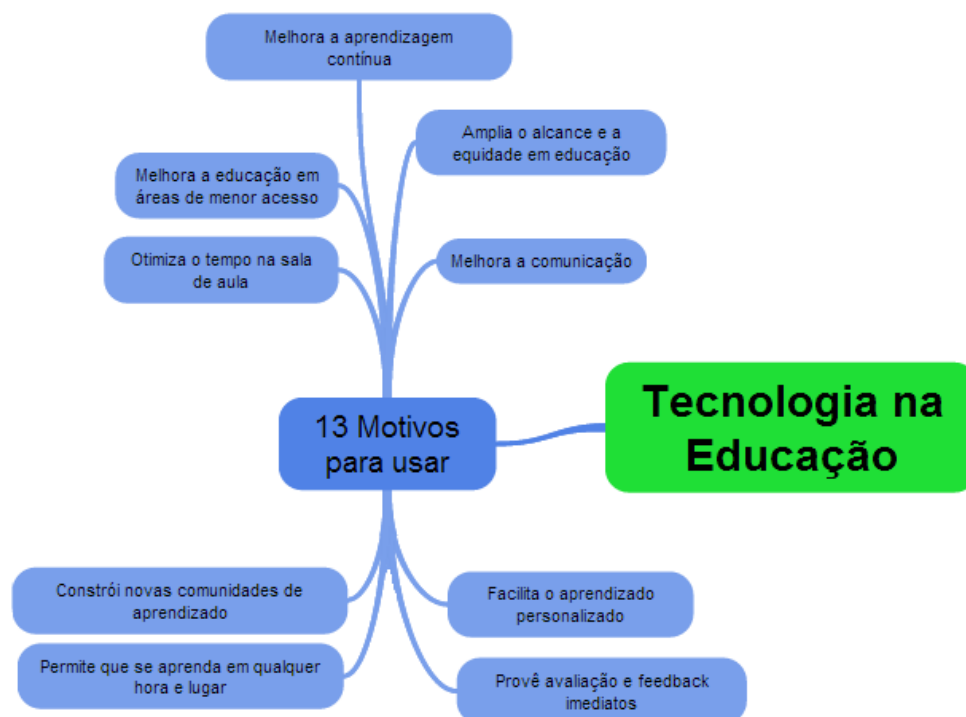 Melhora a aprendizagem
contínua
Amplia o alcance e a
equidade em educação
Melhora a educação em
áreas de menor acesso
Otimiza o tempo na sala
de aula
Melhora a comunicação
Tecnologia na
Educação
13 Motivos
para usar
Constrói novas comunidades de
aprendizado
Facilita o aprendizado
personalizado
Permite que se aprenda em qualquer
hora e lugar
Provê avaliação e feedback
imediatos